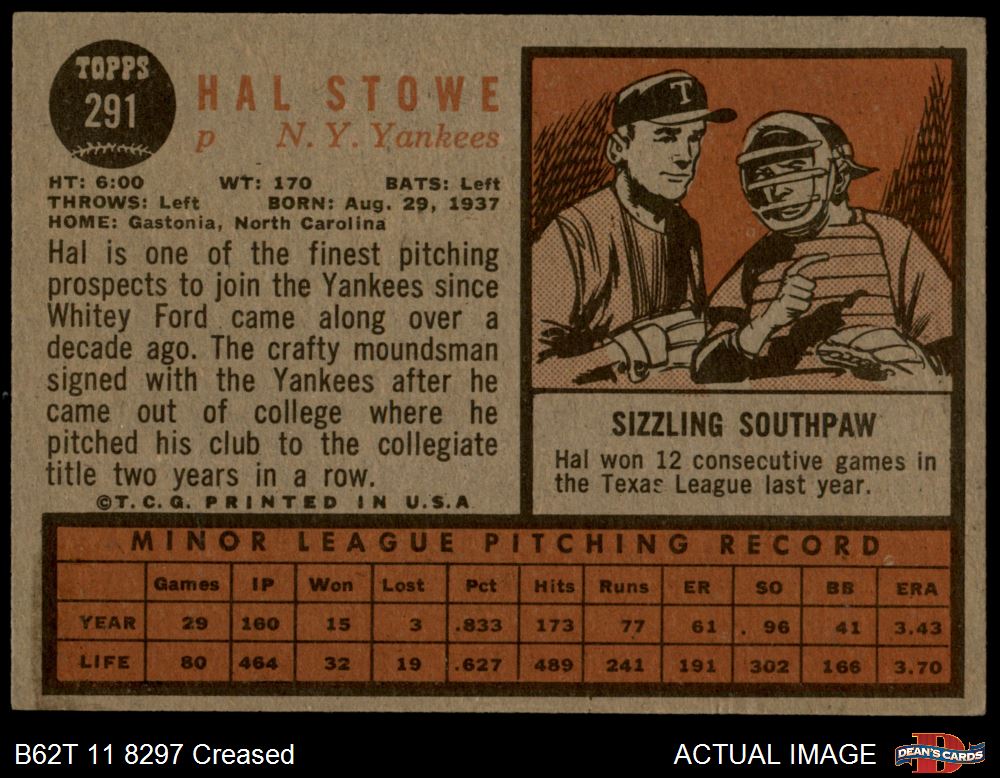 TOPPS
291
HAL STOWE
p N. Y. Yankees
HT: 6:00 WT: 170 BATS: Left
THROWS: Left BORN: Aug. 29, 1937
HOME: Gastonia, North Carolina
Hal is one of the finest pitching
prospects to join the Yankees since
Whitey Ford came along over a
decade ago. The crafty moundsman
signed with the Yankees after he
came out of college where he
pitched his club to the collegiate
title two years in a row.
©T.C.G. PRINTED IN U.S.A
T
SIZZLING SOUTHPAW
Hal won 12 consecutive games in
the Texas League last year.
MINOR LEAGUE PITCHING RECORD
Games IP Won Lost Pct Hits Runs ER SO BB ERA
YEAR 29 160 15 3 .833 173 77 61 96 41 3.43
LIFE 80 464 32 19 .627 489 241 191 302 166 3.70
B62T 11 8297 Creased
ACTUAL IMAGE
D
DEAN'S CARDS